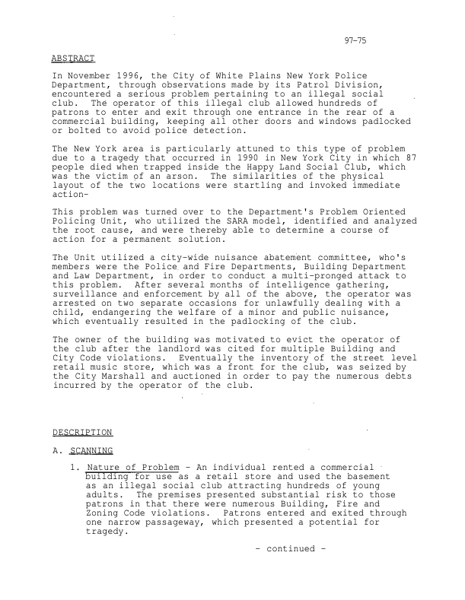 97-75
ABSTRACT
In November 1996, the City of White Plains New York Police
Department, through observations made by its Patrol Division,
encountered a serious problem pertaining to an illegal social
club. The operator of this illegal club allowed hundreds of
patrons to enter and exit through one entrance in the rear of a
commercial building, keeping all other doors and windows padlocked
or bolted to avoid police detection.
The New York area is particularly attuned to this type of problem
due to a tragedy that occurred in 1990 in New York City in which 87
people died when trapped inside the Happy Land Social Club, which
was the victim of an arson. The similarities of the physical
layout of the two locations were startling and invoked immediate
action-
This problem was turned over to the Department's Problem Oriented
Policing Unit, who utilized the SARA model, identified and analyzed
the root cause, and were thereby able to determine a course of
action for a permanent solution.
The Unit utilized a city-wide nuisance abatement committee, who's
members were the Police and Fire Departments, Building Department
and Law Department, in order to conduct a multi-pronged attack to
this problem. After several months of intelligence gathering,
surveillance and enforcement by all of the above, the operator was
arrested on two separate occasions for unlawfully dealing with a
child, endangering the welfare of a minor and public nuisance,
which eventually resulted in the padlocking of the club.
The owner of the building was motivated to evict the operator of
the club after the landlord was cited for multiple Building and
City Code violations. Eventually the inventory of the street level
retail music store, which was a front for the club, was seized by
the City Marshall and auctioned in order to pay the numerous debts
incurred by the operator of the club.
DESCRIPTION
A. SCANNING
1. Nature of Problem - An individual rented a commercial
building for use as a retail store and used the basement
as an illegal social club attracting hundreds of young
adults. The premises presented substantial risk to those
patrons in that there were numerous Building, Fire and
Zoning Code violations. Patrons entered and exited through
one narrow passageway, which presented a potential for
tragedy.
- continued -